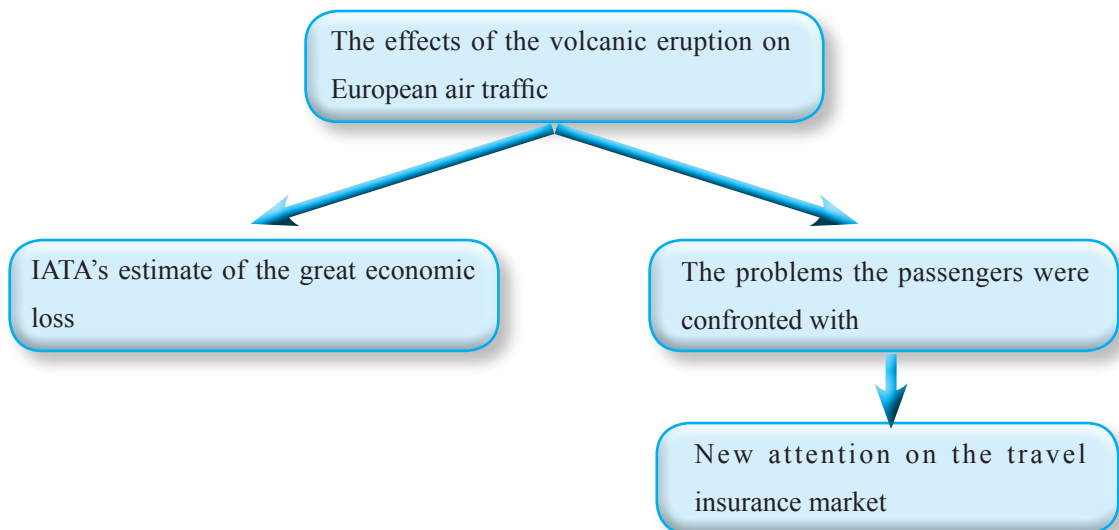 The effects of the volcanic eruption on
European air traffic
IATA’s estimate of the great economic
loss
The problems the passengers were
confronted with
New attention on the travel
insurance market